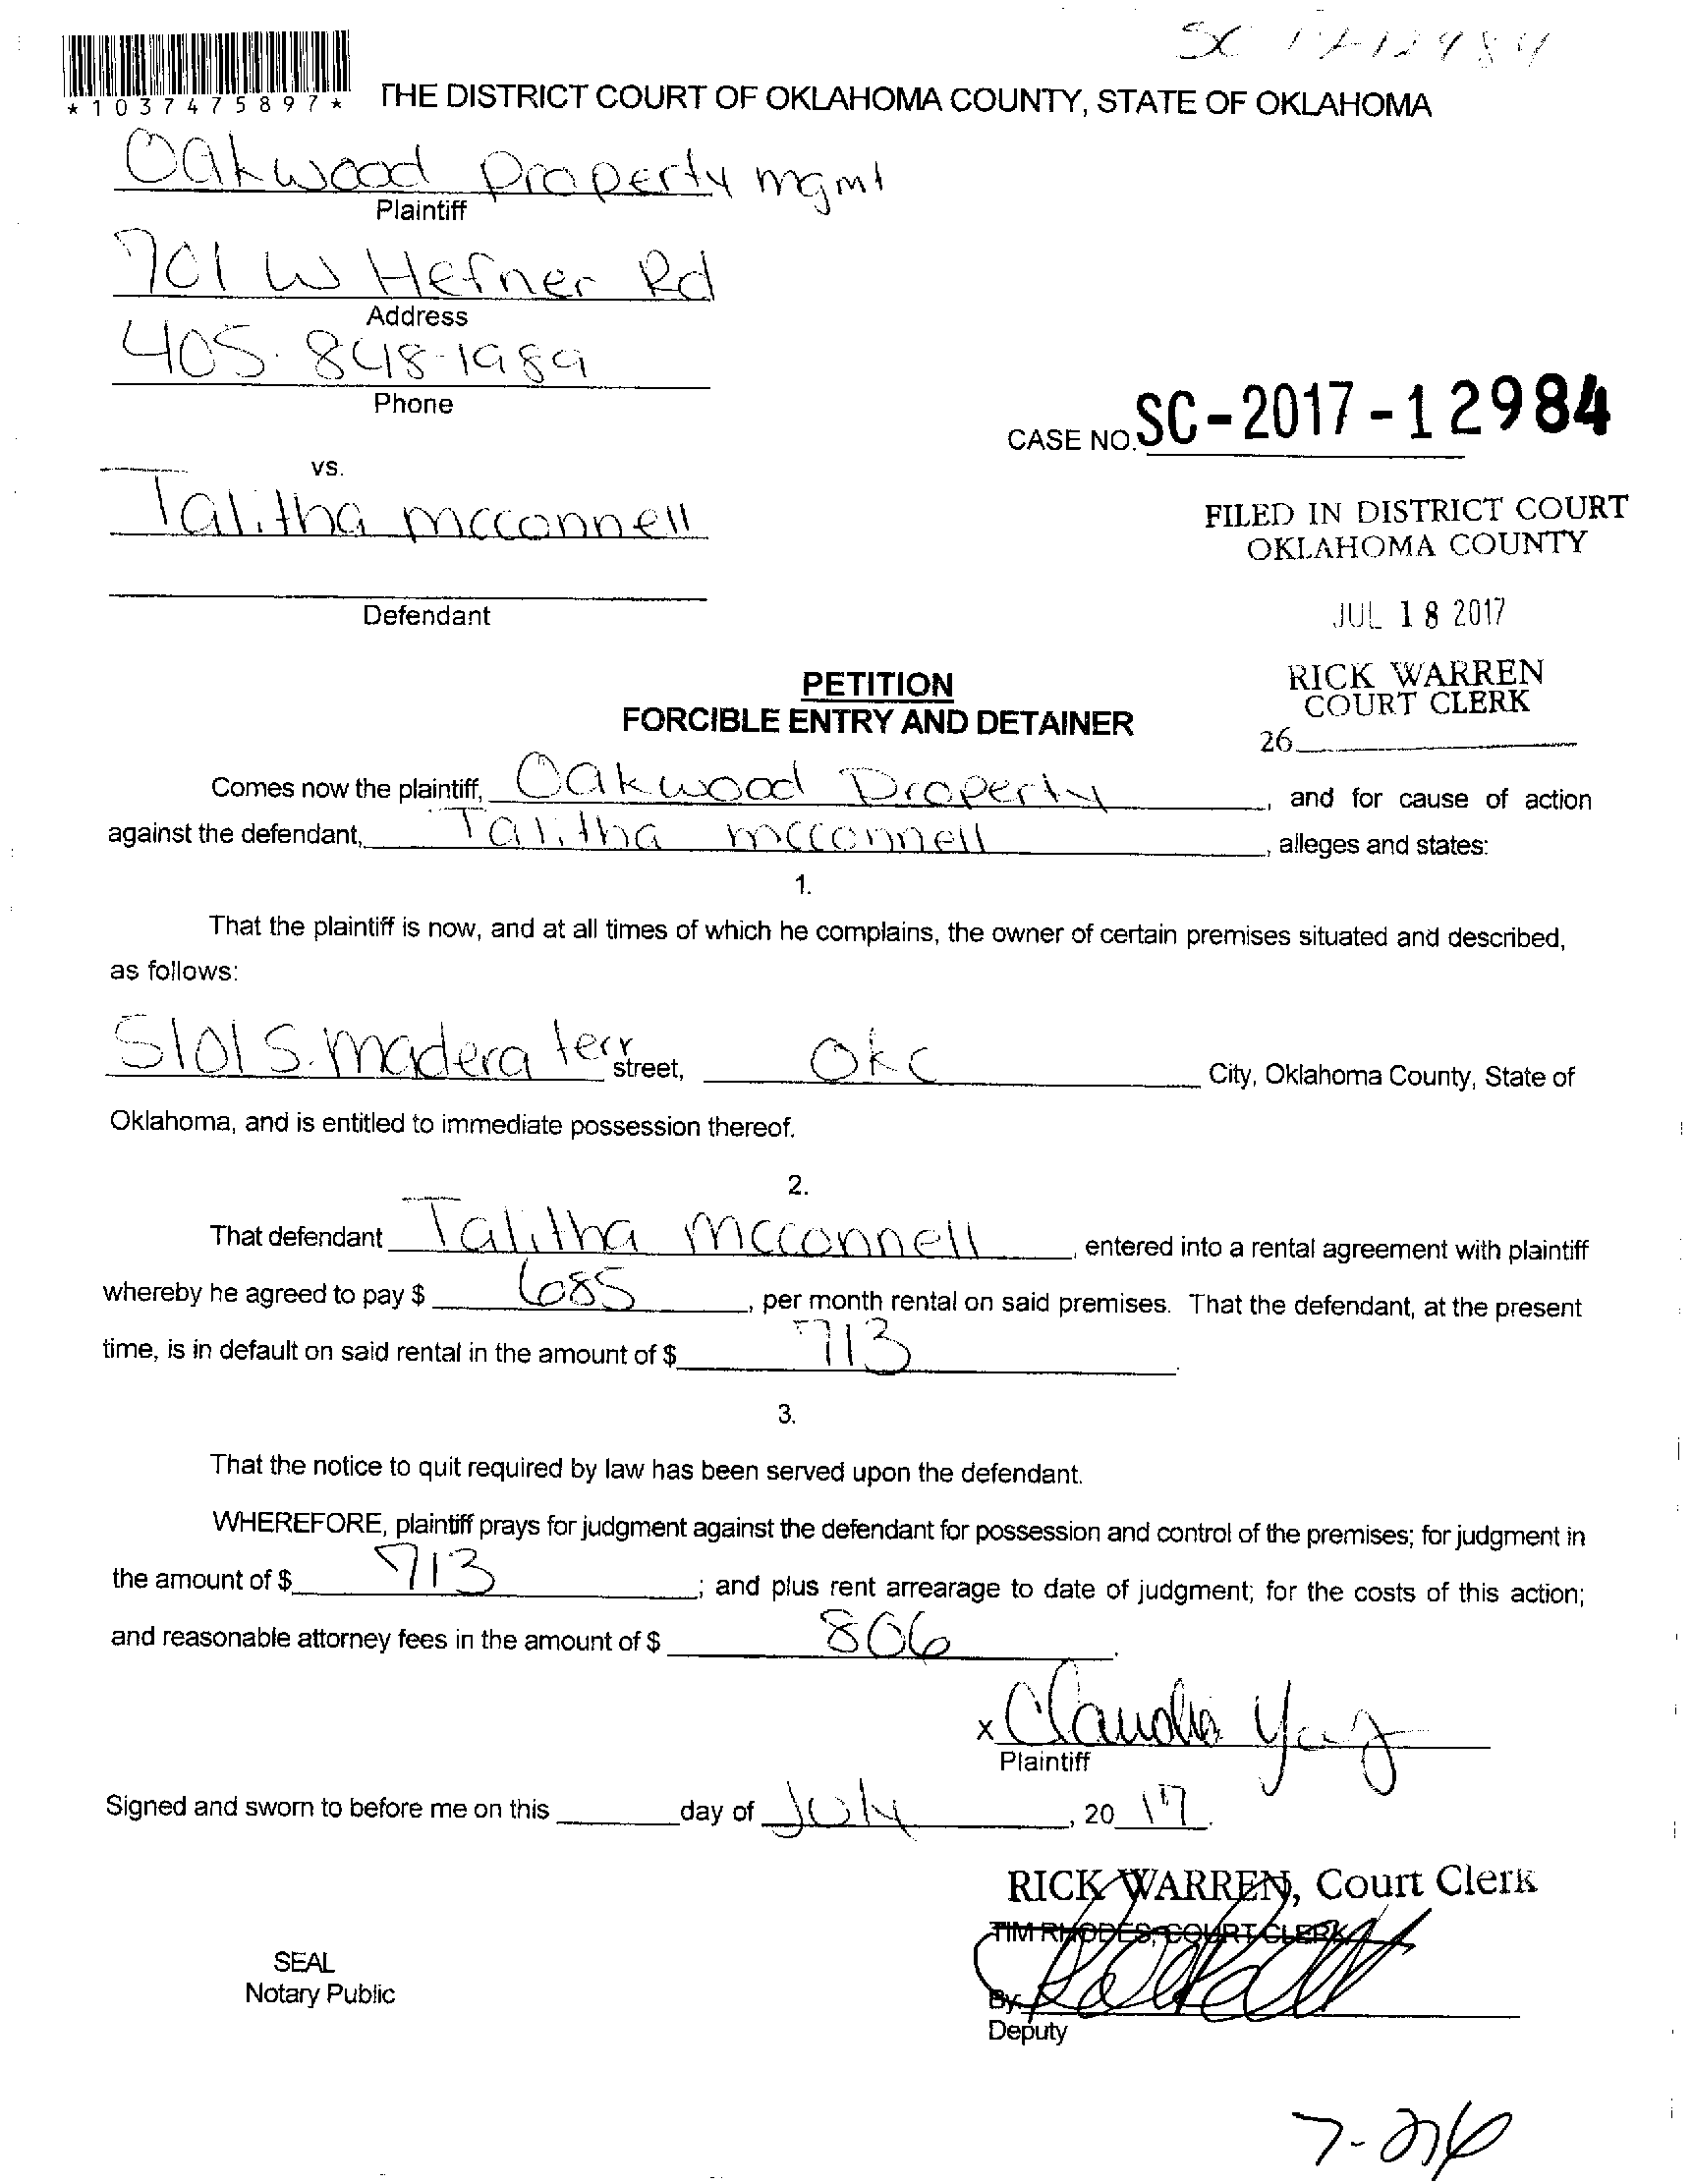 SC 17-12984
*1037475897*
THE DISTRICT COURT OF OKLAHOMA COUNTY, STATE OF OKLAHOMA
Oakwood Property mgmt
Plaintiff
701 W Hefner Rd
Address
405-848-1989
Phone
CASE NO. SC-2017-12984
vs.
Talitha mcconnell
FILED IN DISTRICT COURT
OKLAHOMA COUNTY
Defendant
JUL 18 2017
PETITION
RICK WARREN
COURT CLERK
FORCIBLE ENTRY AND DETAINER
26
Comes now the plaintiff, Oakwood Property, and for cause of action
against the defendant, Talitha mcconnell, alleges and states:
1.
That the plaintiff is now, and at all times of which he complains, the owner of certain premises situated and described,
as follows:
5101 S. madera terr street, OKC City, Oklahoma County, State of
Oklahoma, and is entitled to immediate possession thereof.
2.
That defendant Talitha mcconnell, entered into a rental agreement with plaintiff
whereby he agreed to pay $ 685, per month rental on said premises. That the defendant, at the present
time, is in default on said rental in the amount of $ 713.
3.
That the notice to quit required by law has been served upon the defendant.
WHEREFORE, plaintiff prays for judgment against the defendant for possession and control of the premises; for judgment in
the amount of $ 713; and plus rent arrearage to date of judgment; for the costs of this action;
and reasonable attorney fees in the amount of $ 806.
x Claudia
Plaintiff
Signed and sworn to before me on this day of July, 2017.
RICK WARREN, Court Clerk
TIM RHODES, COURT CLERK
SEAL
Notary Public
By
Deputy
7-26